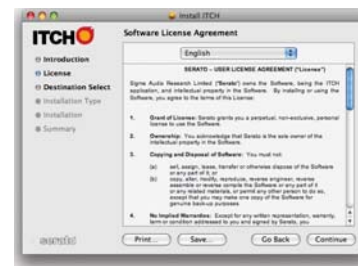 Install ITCH
ITCH
Software License Agreement
English
Introduction
License
Destination Select
Installation Type
Installation
Summary
SERATO – USER LICENSE AGREEMENT ("License")
Sigma Audio Research Limited ("Serato") owns the Software, being the ITCH
application, and intellectual property in the Software. By installing or using the
Software, you agree to the terms of this License:
1. Grant of License: Serato grants you a perpetual, non-exclusive, personal
license to use the Software.
2. Ownership: You acknowledge that Serato is the sole owner of the
intellectual property in the Software.
3. Copying and Disposal of Software: You must not:
(a) sell, assign, lease, transfer or otherwise dispose of the Software
or any part of it; or
(b) copy, alter, modify, reproduce, reverse engineer, reverse
assemble or reverse compile the Software or any part of it
or any related materials, or permit any other person to do so,
except that you may make one copy of the Software for
genuine back-up purposes
4. No Implied Warranties: Except for any written representation, warranty,
term or condition addressed to you and signed by Serato, you
serato
Print...
Save...
Go Back
Continue